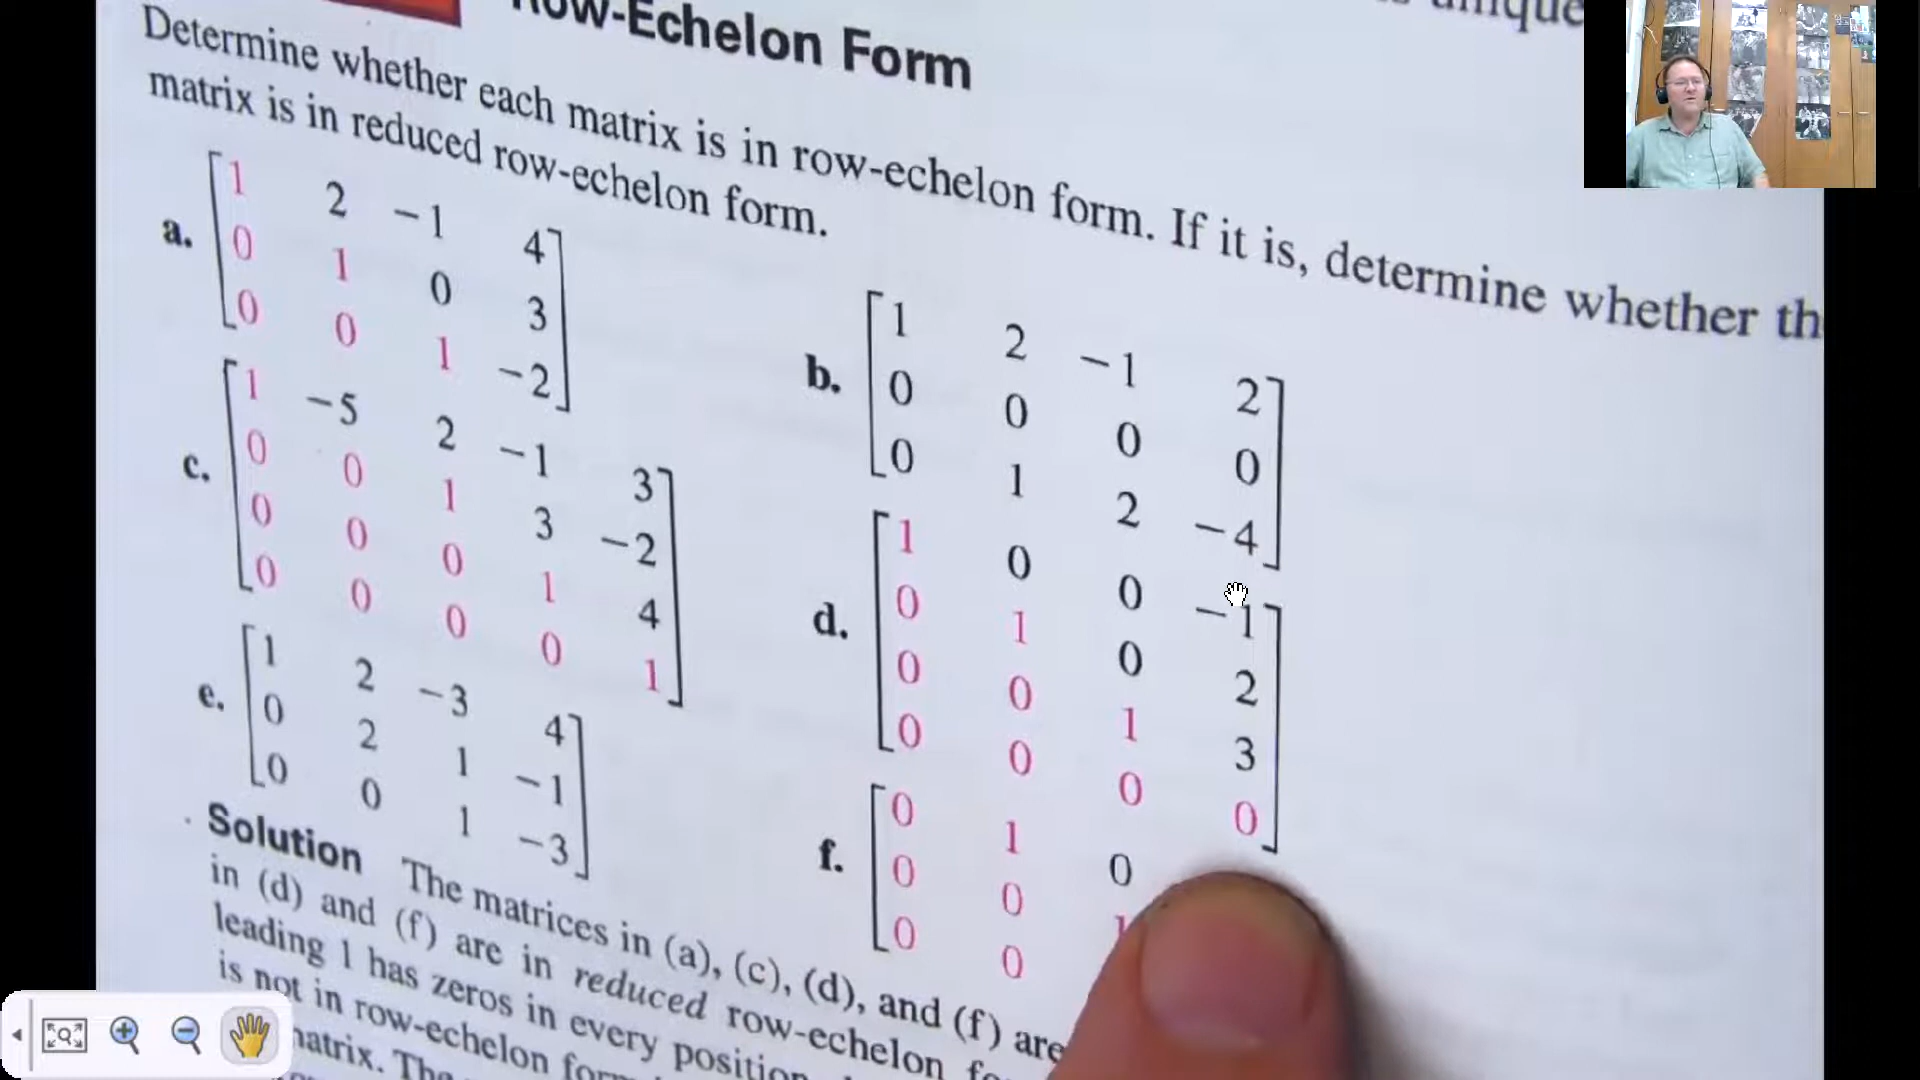 Row-Echelon Form
Determine whether each matrix is in row-echelon form. If it is, determine whether
matrix is in reduced row-echelon form.
a.
1 2 −1 4
0 1 0 3
0 0 1 −2
b.
1 2 −1 2
0 0 0 0
0 1 2 −4
c.
1 −5 2 −1 3
0 0 1 3 −2
0 0 0 1 4
0 0 0 0 1
d.
1 0 0 −1
0 1 0 2
0 0 1 3
0 0 0 0
e.
1 2 −3 4
0 2 1 −1
0 0 1 −3
f.
0 1 0
0 0 1
0 0
Solution The matrices in (a), (c), (d), and (f) are
in (d) and (f) are in reduced row-echelon
leading 1 has zeros in every
is not in row-echelon
matrix. The